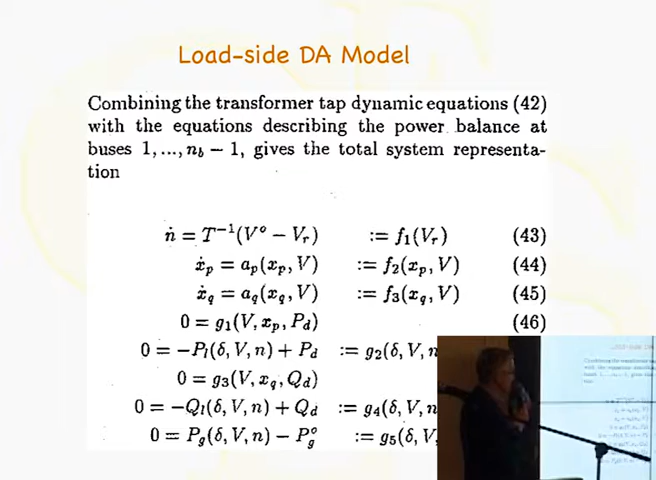 Load-side DA Model
Combining the transformer tap dynamic equations (42)
with the equations describing the power balance at
buses 1,...,n_b − 1, gives the total system representa-
tion
ṅ = T⁻¹(V° − V_r) := f₁(V_r) (43)
ẋ_p = a_p(x_p, V) := f₂(x_p, V) (44)
ẋ_q = a_q(x_q, V) := f₃(x_q, V) (45)
0 = g₁(V, x_p, P_d) (46)
0 = −P_l(δ, V, n) + P_d := g₂(δ, V, n
0 = g₃(V, x_q, Q_d)
0 = −Q_l(δ, V, n) + Q_d := g₄(δ, V, n
0 = P_g(δ, V, n) − P_g° := g₅(δ, V,